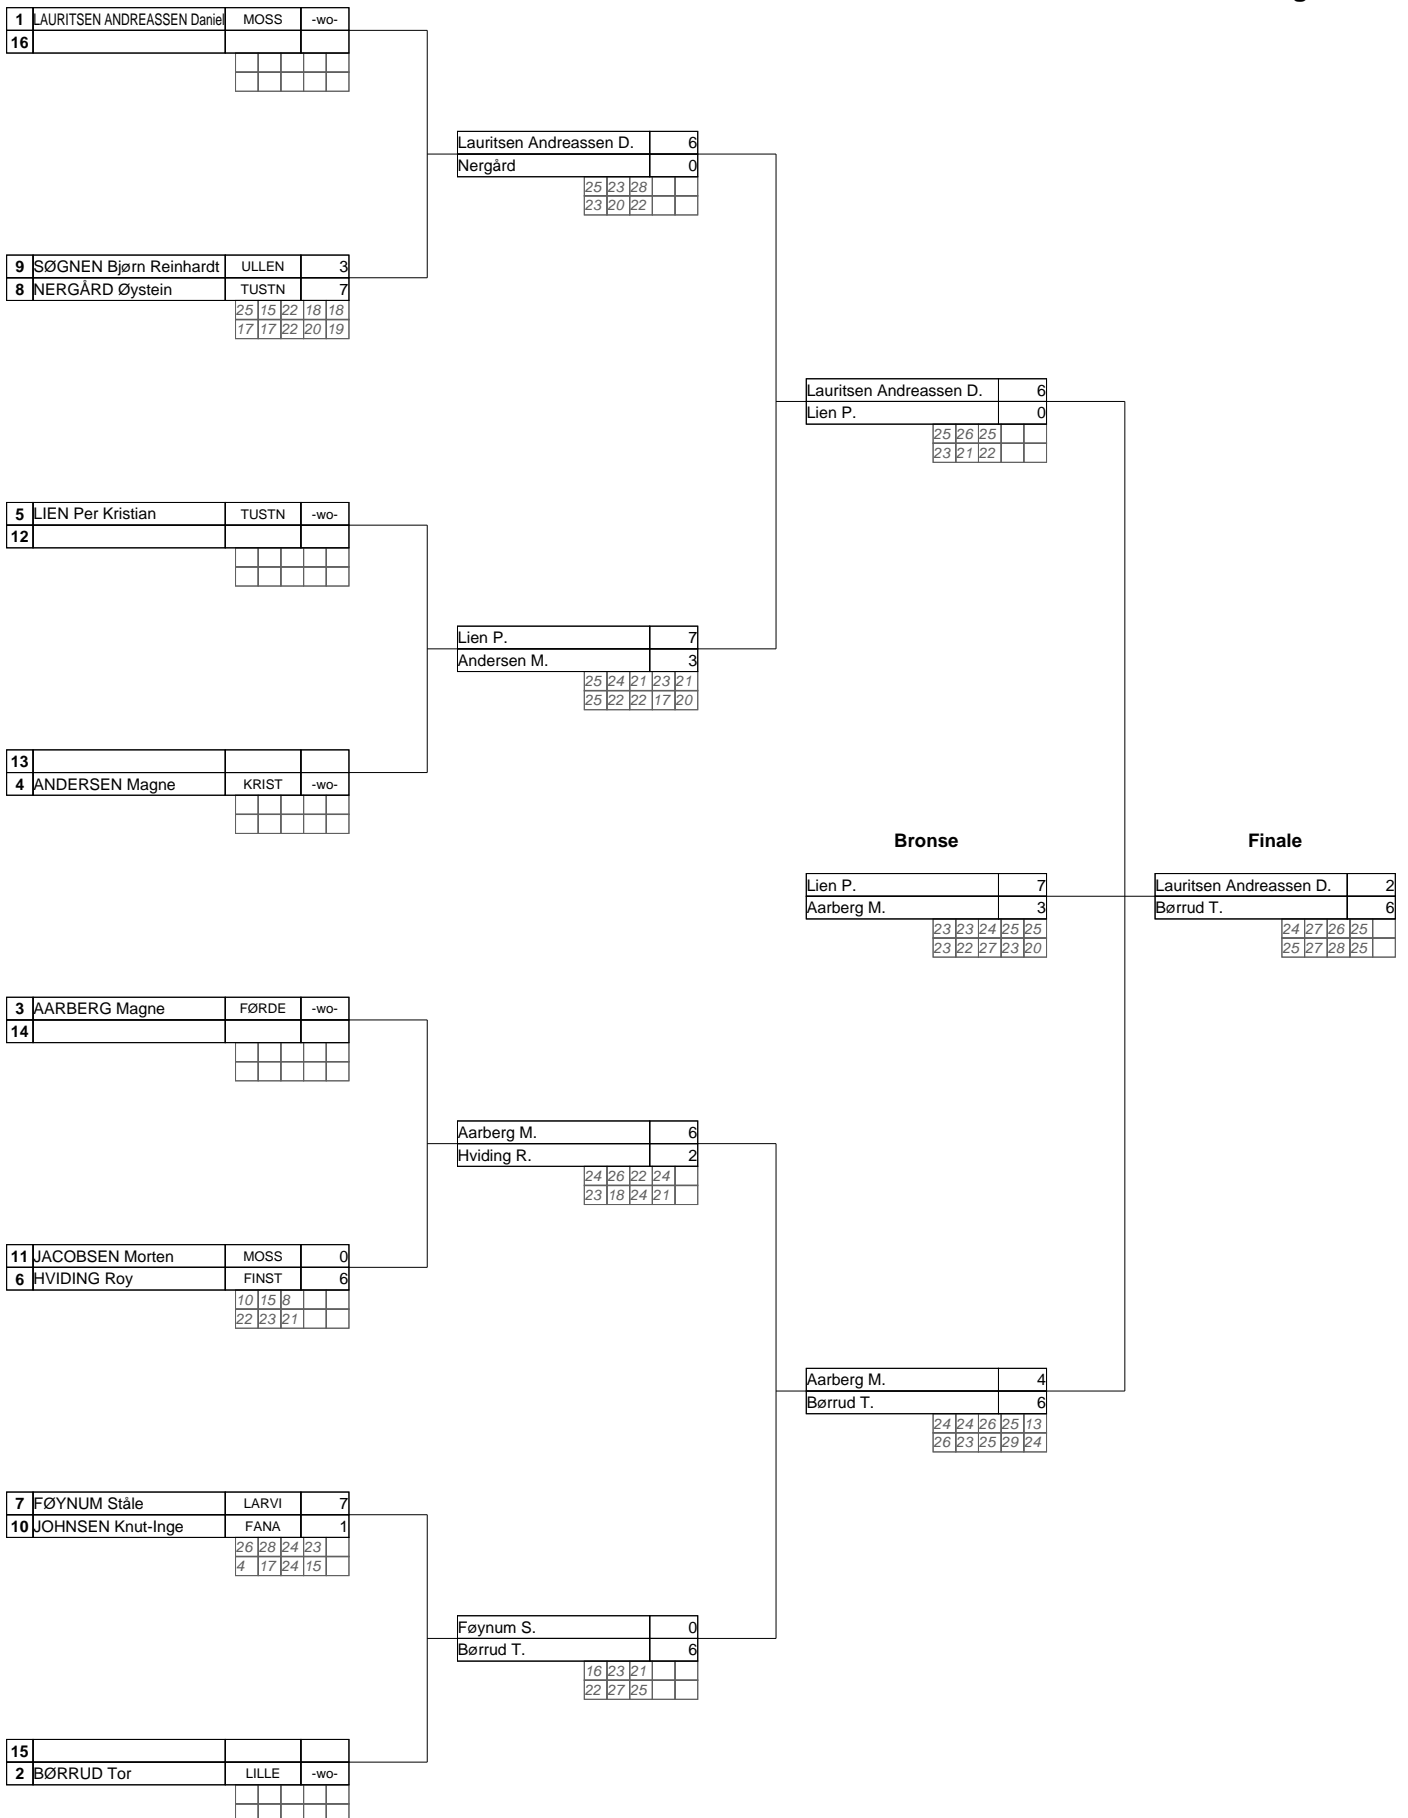 1 LAURITSEN ANDREASSEN Daniel MOSS -wo-
16
Lauritsen Andreassen D. 6
Nergård 0
25 23 28
23 20 22
9 SØGNEN Bjørn Reinhardt ULLEN 3
8 NERGÅRD Øystein TUSTN 7
25 15 22 18 18
17 17 22 20 19
Lauritsen Andreassen D. 6
Lien P. 0
25 26 25
23 21 22
5 LIEN Per Kristian TUSTN -wo-
12
Lien P. 7
Andersen M. 3
25 24 21 23 21
25 22 22 17 20
13
4 ANDERSEN Magne KRIST -wo-
Bronse Finale
Lien P. 7 Lauritsen Andreassen D. 2
Aarberg M. 3 Børrud T. 6
23 23 24 25 25 24 27 26 25
23 22 27 23 20 25 27 28 25
3 AARBERG Magne FØRDE -wo-
14
Aarberg M. 6
Hviding R. 2
24 26 22 24
23 18 24 21
11 JACOBSEN Morten MOSS 0
6 HVIDING Roy FINST 6
10 15 8
22 23 21
Aarberg M. 4
Børrud T. 6
24 24 26 25 13
26 23 25 29 24
7 FØYNUM Ståle LARVI 7
10 JOHNSEN Knut-Inge FANA 1
26 28 24 23
4 17 24 15
Føynum S. 0
Børrud T. 6
16 23 21
22 27 25
15
2 BØRRUD Tor LILLE -wo-